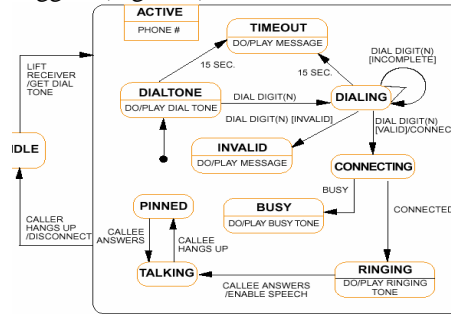 ACTIVE
PHONE #
TIMEOUT
DO/PLAY MESSAGE
LIFT
RECEIVER
/GET DIAL
TONE
15 SEC.
15 SEC.
DIAL DIGIT(N)
[INCOMPLETE]
DIALTONE
DO/PLAY DIAL TONE
DIAL DIGIT(N)
DIALING
DIAL DIGIT(N) [INVALID]
DIAL DIGIT(N)
[VALID]/CONNEC
INVALID
DO/PLAY MESSAGE
IDLE
CONNECTING
PINNED
BUSY
DO/PLAY BUSY TONE
BUSY
CONNECTED
CALLER
HANGS UP
/DISCONNECT
CALLEE
ANSWERS
CALLEE
HANGS UP
TALKING
CALLEE ANSWERS
/ENABLE SPEECH
RINGING
DO/PLAY RINGING
TONE